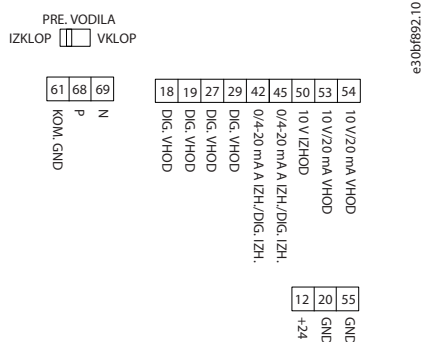 PRE. VODILA
IZKLOP VKLOP
e30bf892.10
61 68 69
KOM. GND
P
N
18 19 27 29 42 45 50 53 54
DIG. VHOD
DIG. VHOD
DIG. VHOD
DIG. VHOD
0/4-20 mA A IZH./DIG. IZH.
0/4-20 mA A IZH./DIG. IZH.
10 V IZHOD
10 V/20 mA VHOD
10 V/20 mA VHOD
12 20 55
+24
GND
GND